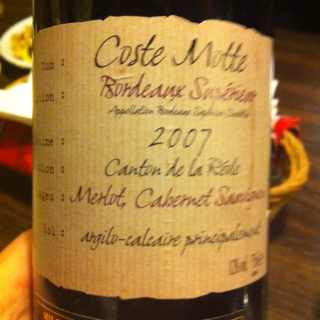 Coste Motte
Bordeaux Supérieur
Appellation Bordeaux Supérieur Contrôlée
2007
Canton de la Réole
Merlot, Cabernet Sauvignon
Sol : argilo-calcaire principalement